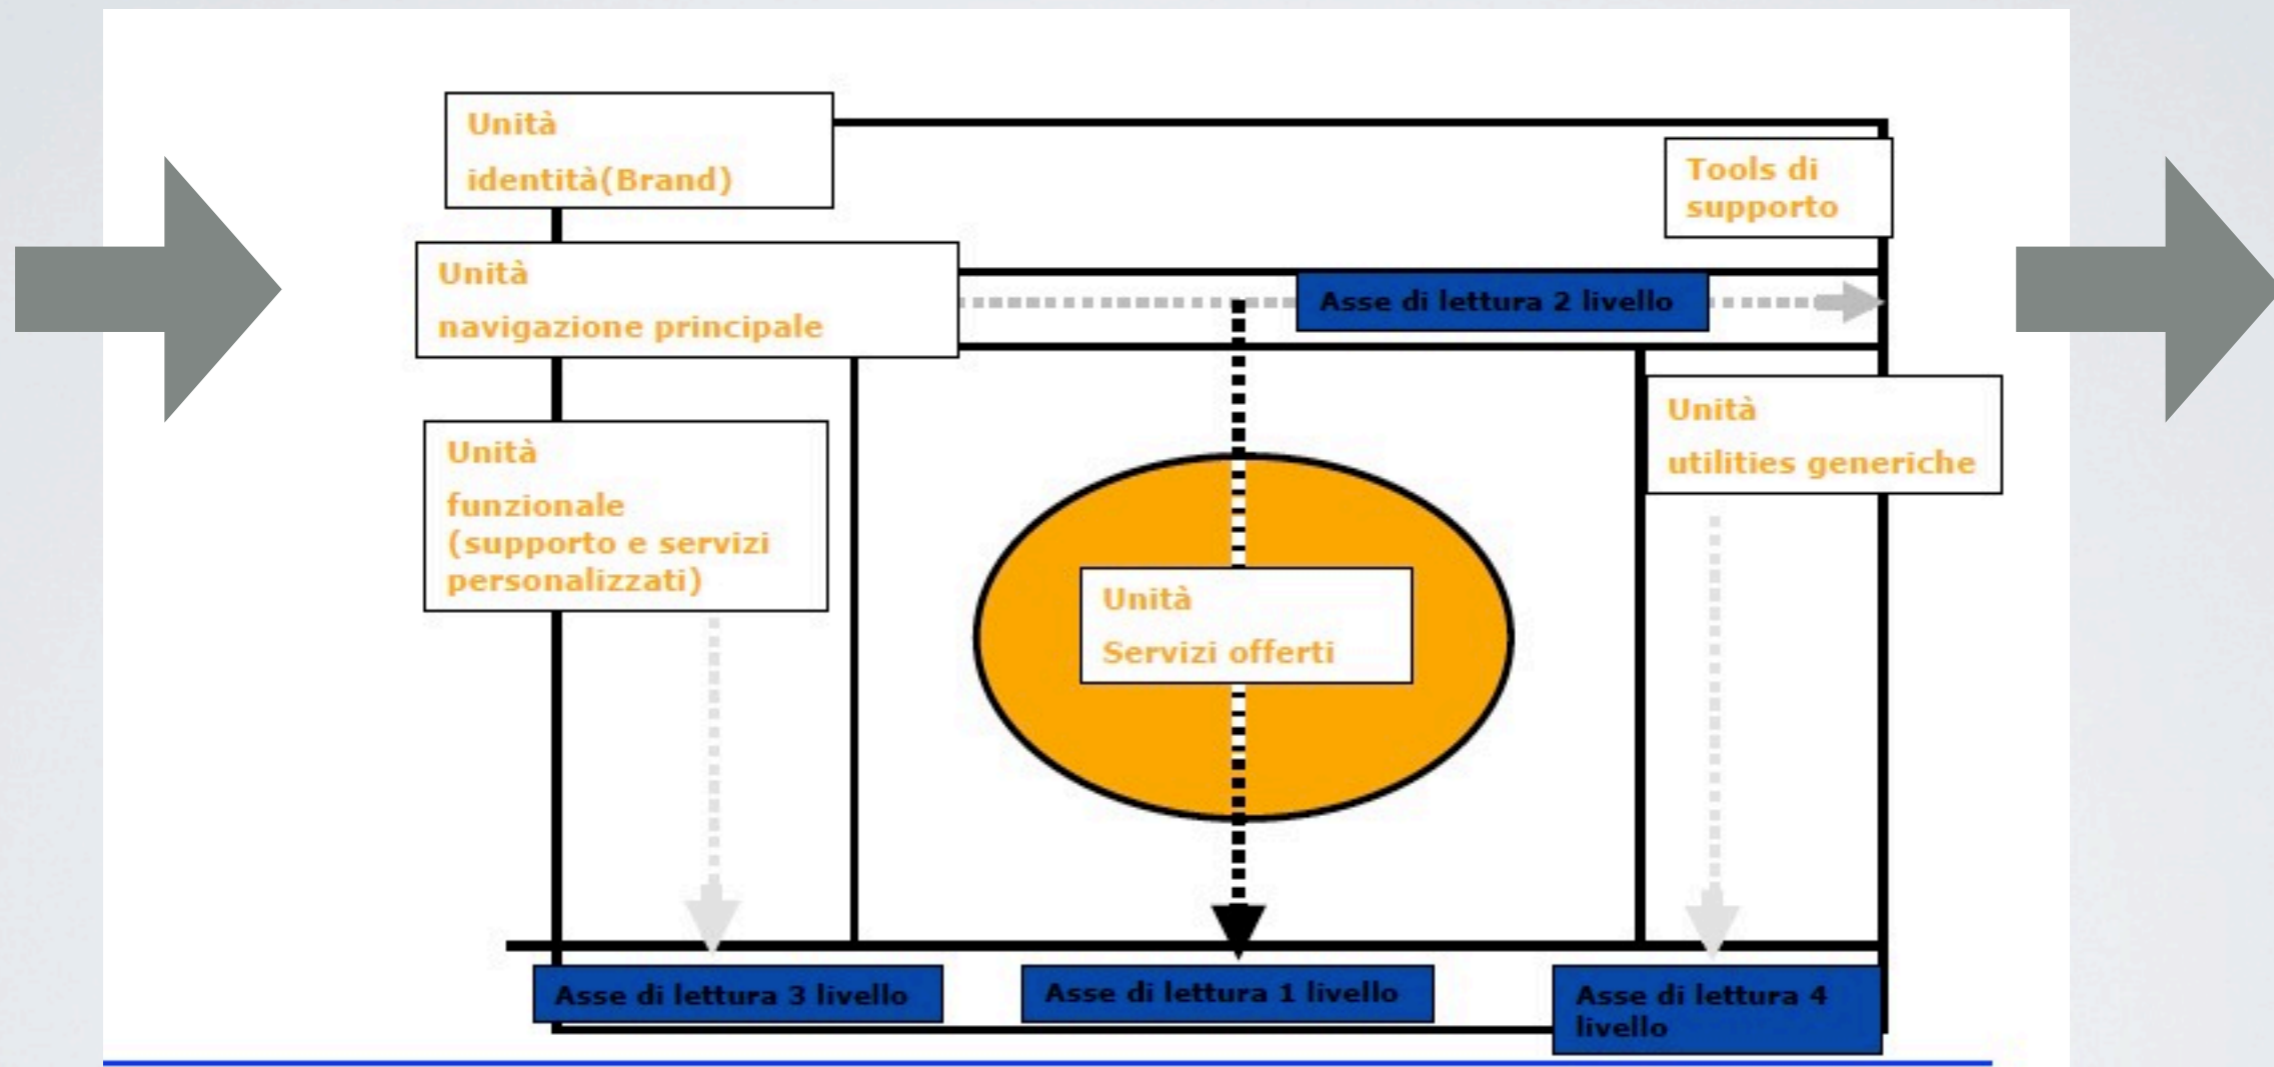 Unità
identità(Brand)
Tools di
supporto
Unità
navigazione principale
Asse di lettura 2 livello
Unità
utilities generiche
Unità
funzionale
(supporto e servizi
personalizzati)
Unità
Servizi offerti
Asse di lettura 3 livello
Asse di lettura 1 livello
Asse di lettura 4
livello